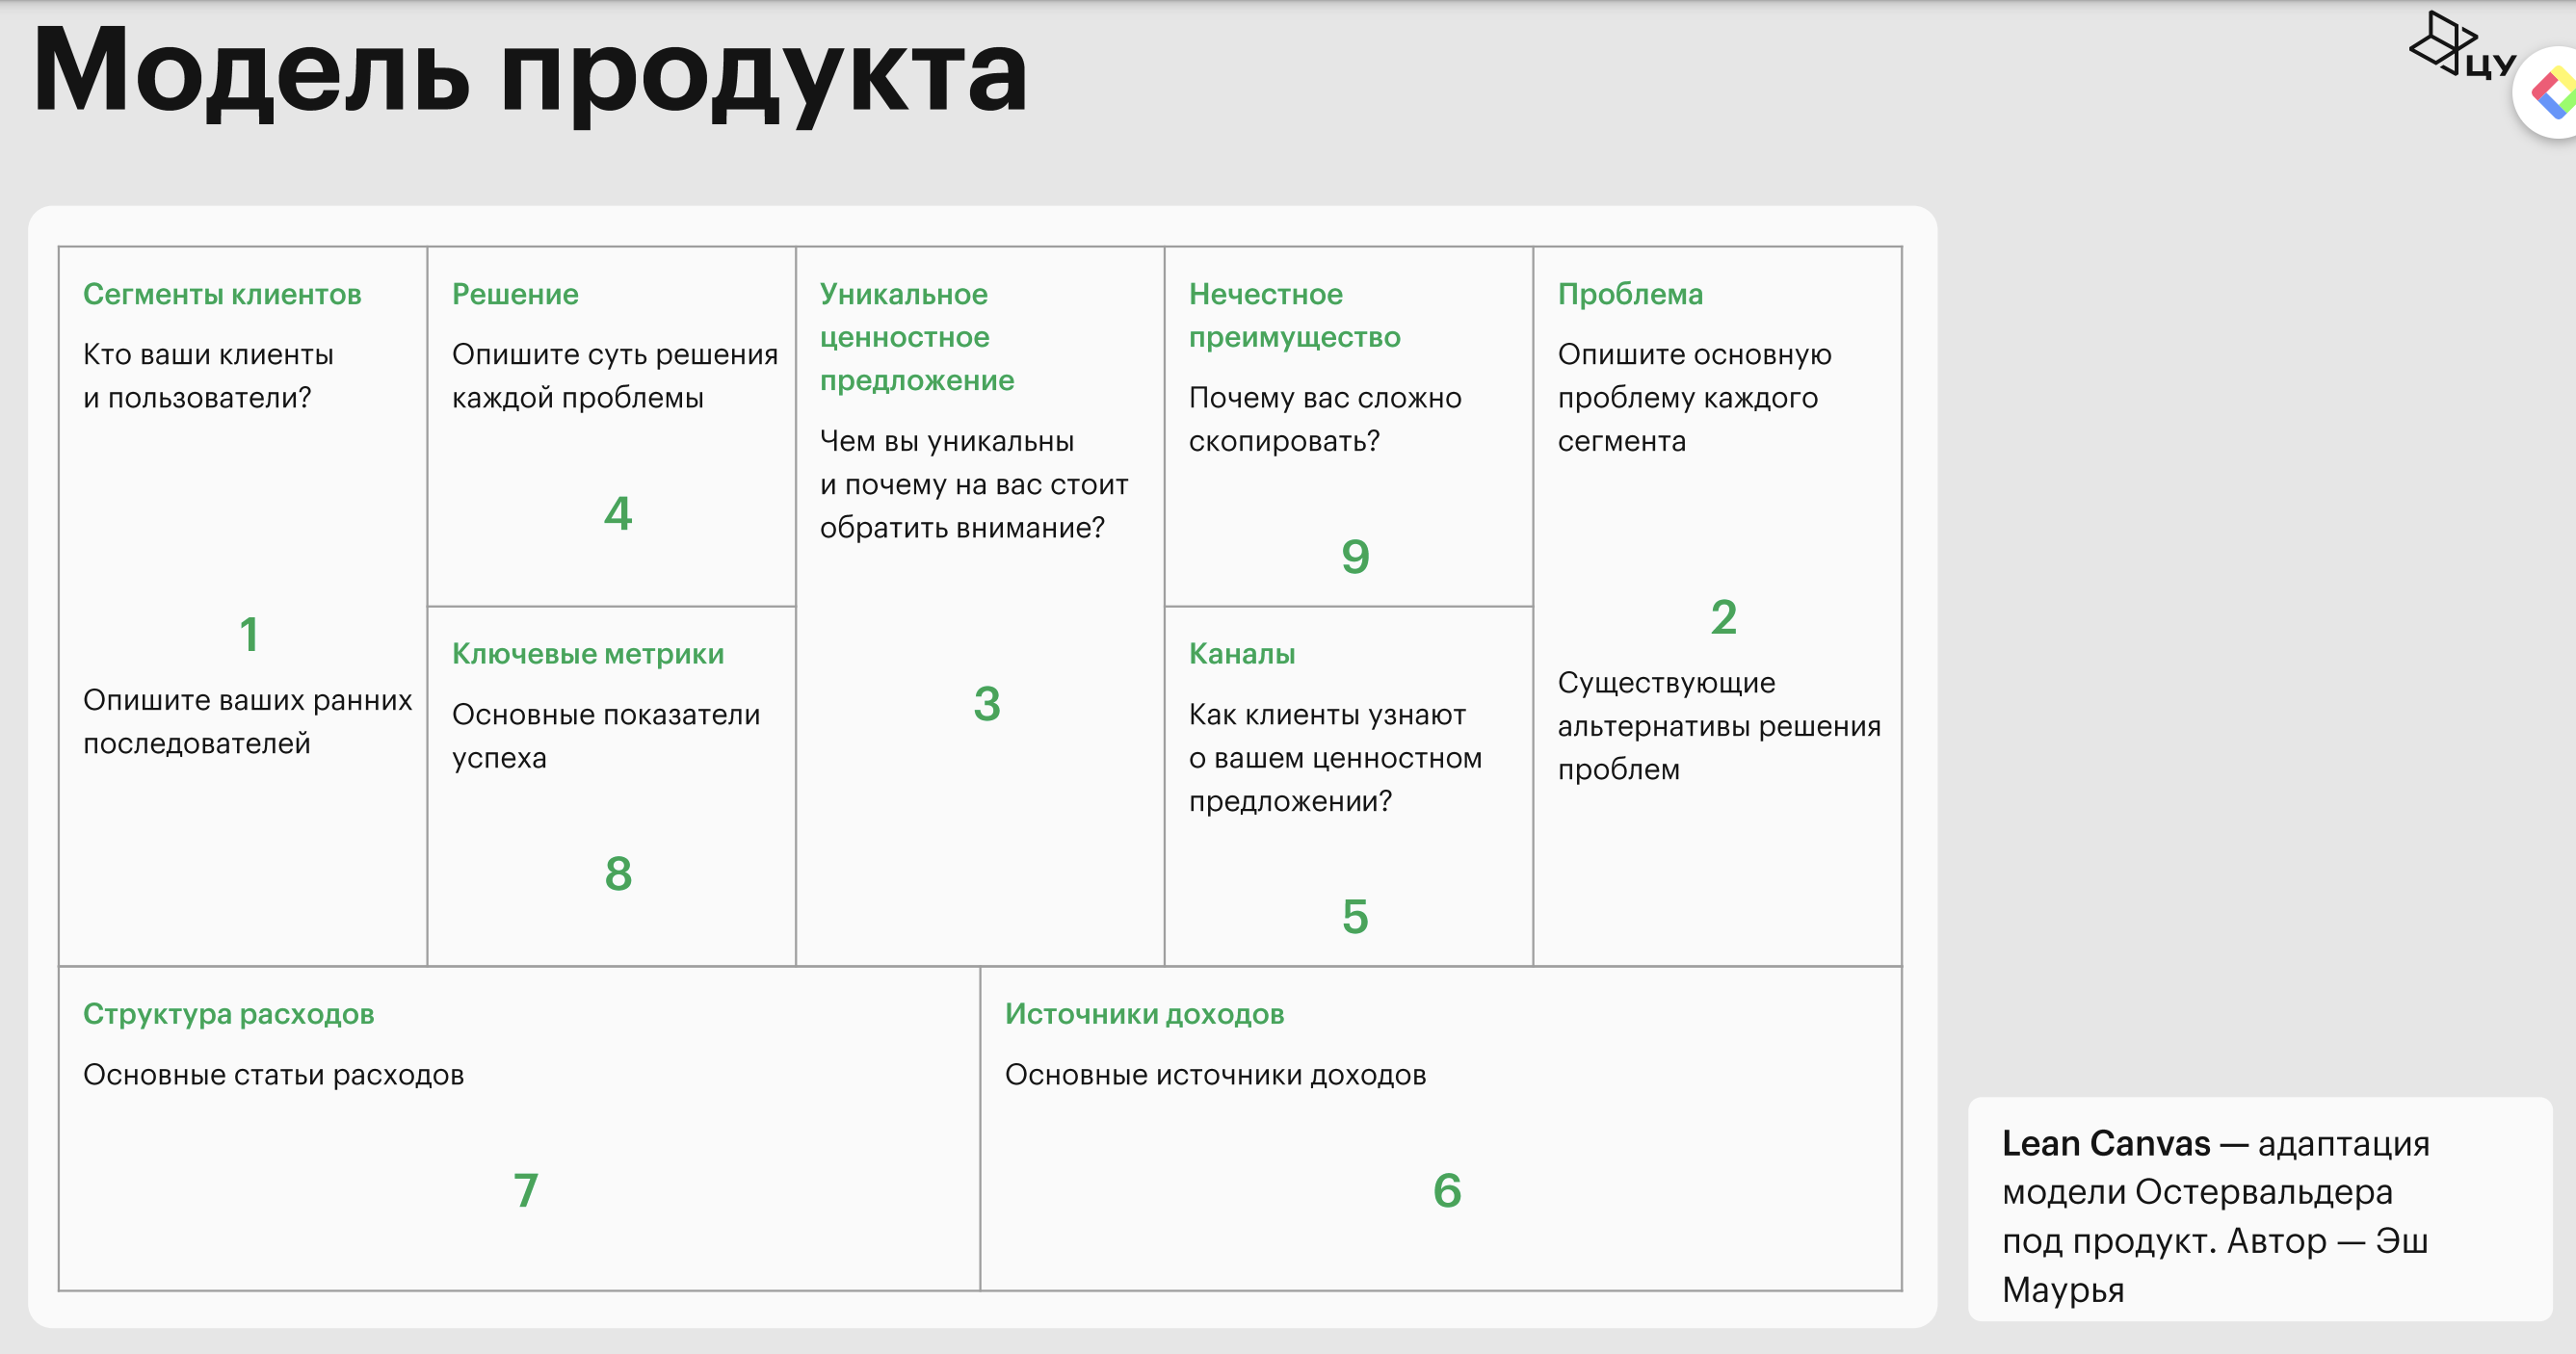 Модель продукта
ЦУ
Сегменты клиентов
Кто ваши клиенты
и пользователи?
1
Опишите ваших ранних
последователей
Решение
Опишите суть решения
каждой проблемы
4
Ключевые метрики
Основные показатели
успеха
8
Уникальное
ценностное
предложение
Чем вы уникальны
и почему на вас стоит
обратить внимание?
3
Нечестное
преимущество
Почему вас сложно
скопировать?
9
Каналы
Как клиенты узнают
о вашем ценностном
предложении?
5
Проблема
Опишите основную
проблему каждого
сегмента
2
Существующие
альтернативы решения
проблем
Структура расходов
Основные статьи расходов
7
Источники доходов
Основные источники доходов
6
Lean Canvas — адаптация
модели Остервальдера
под продукт. Автор — Эш
Маурья